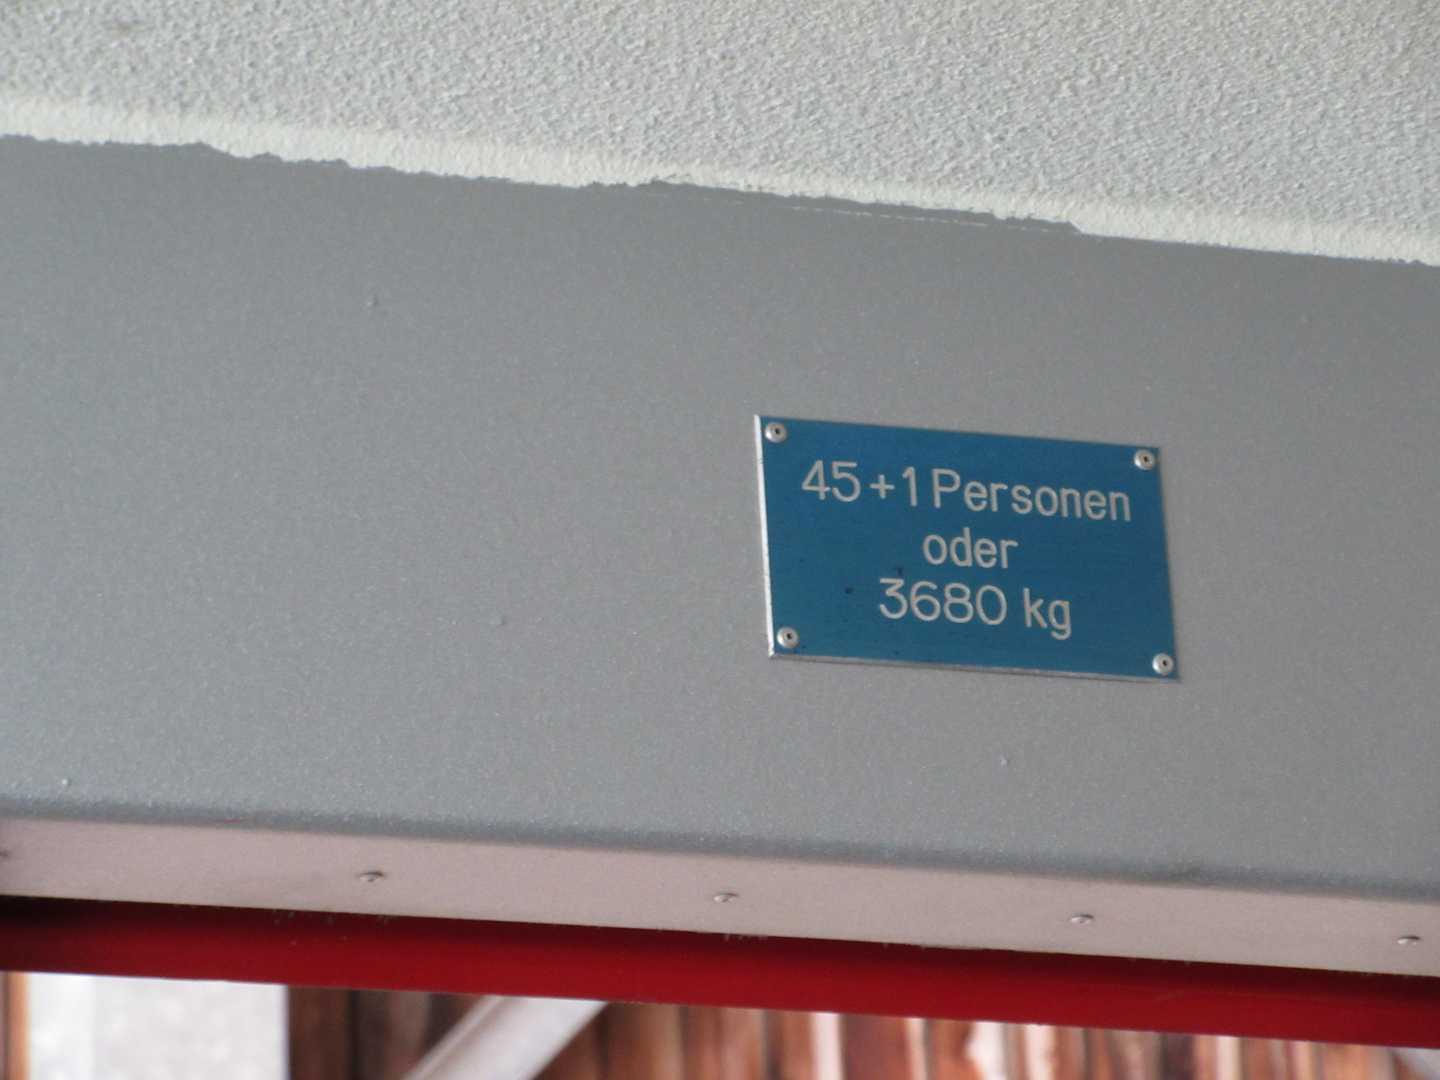 45+1 Personen
oder
3680 kg